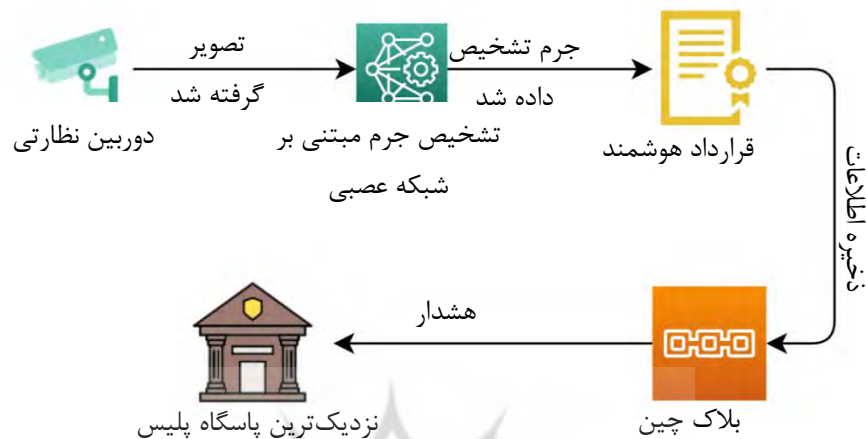 تصویر
گرفته شد
دوربین نظارتی
جرم تشخیص
داده شد
تشخیص جرم مبتنی بر
شبکه عصبی
قرارداد هوشمند
ذخیره اطلاعات
بلاک چین
هشدار
نزدیک‌ترین پاسگاه پلیس